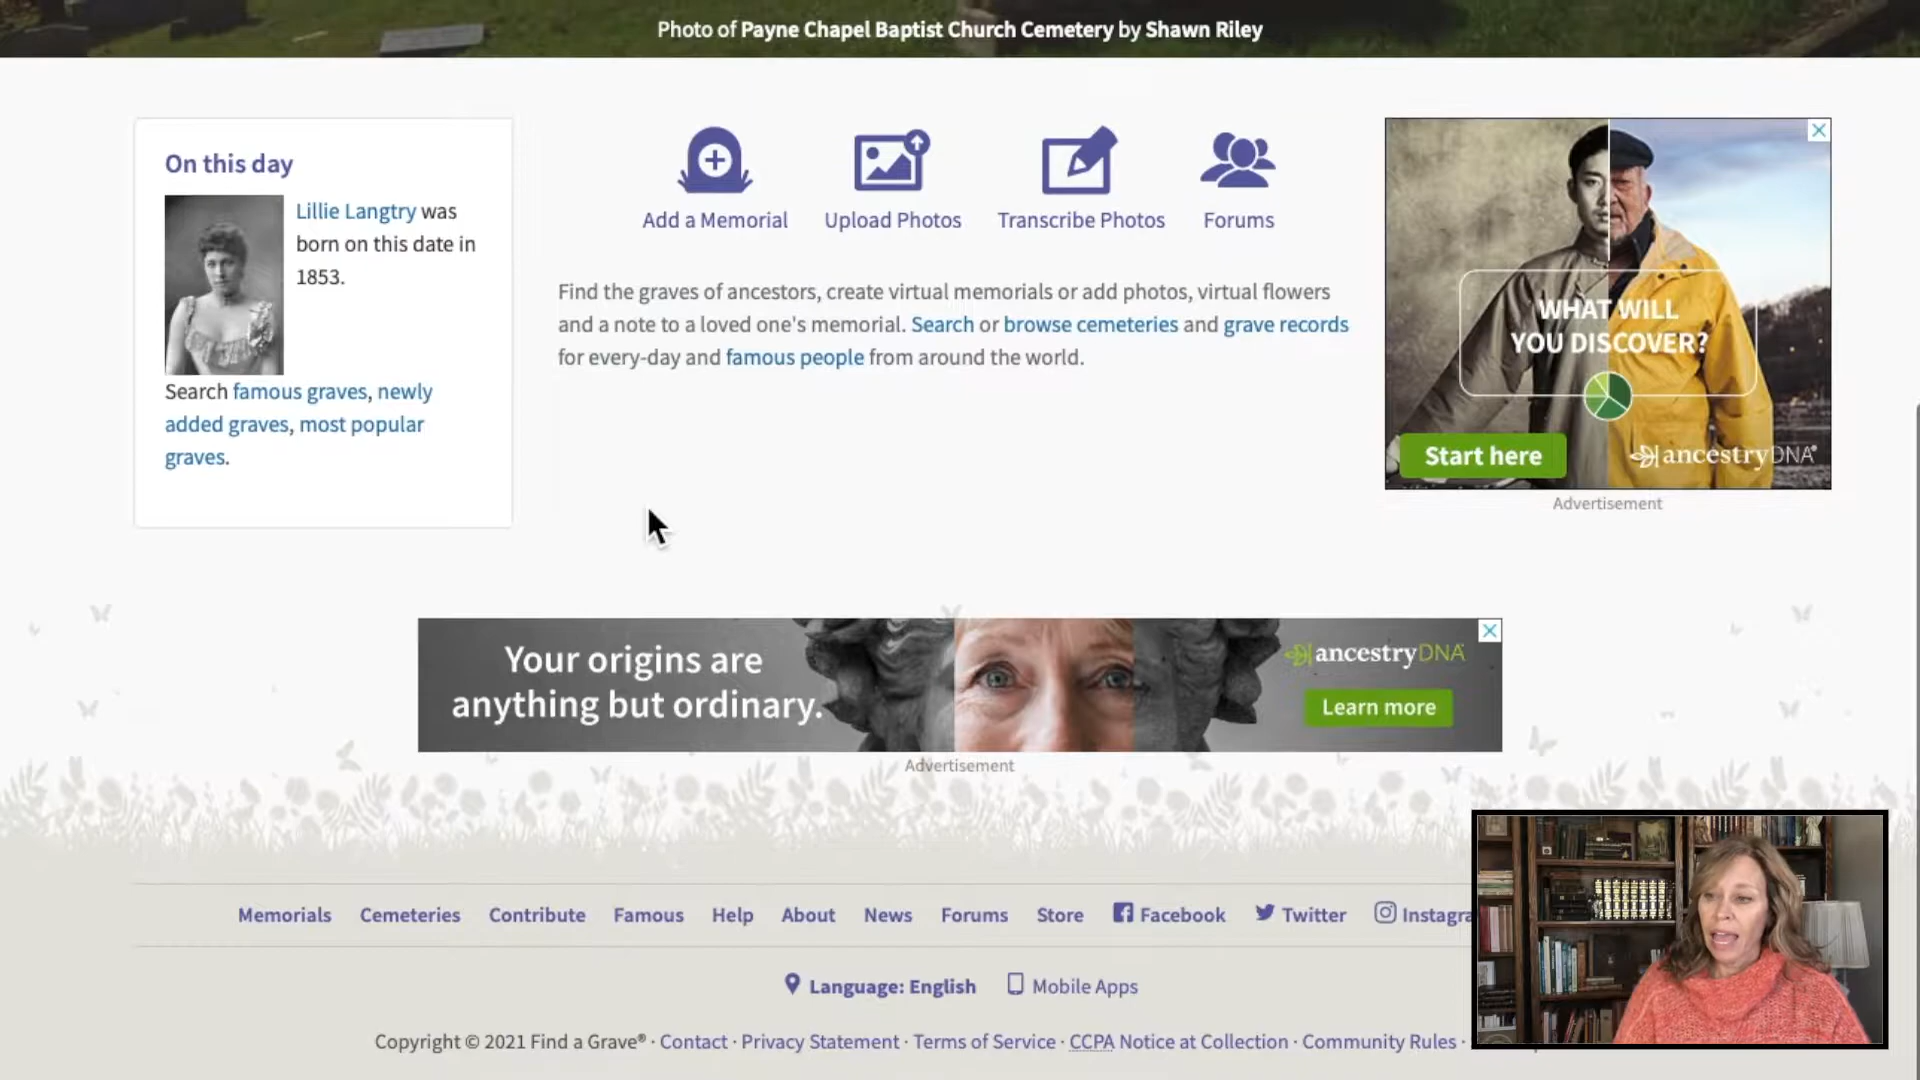 Photo of Payne Chapel Baptist Church Cemetery by Shawn Riley
On this day
Lillie Langtry was
born on this date in
1853.
Search famous graves, newly
added graves, most popular
graves.
Add a Memorial
Upload Photos
Transcribe Photos
Forums
Find the graves of ancestors, create virtual memorials or add photos, virtual flowers
and a note to a loved one's memorial. Search or browse cemeteries and grave records
for every-day and famous people from around the world.
WHAT WILL
YOU DISCOVER?
Start here
ancestryDNA®
Advertisement
Your origins are
anything but ordinary.
ancestryDNA
Learn more
Advertisement
Memorials Cemeteries Contribute Famous Help About News Forums Store Facebook Twitter Instagra
Language: English Mobile Apps
Copyright © 2021 Find a Grave® · Contact · Privacy Statement · Terms of Service · CCPA Notice at Collection · Community Rules ·